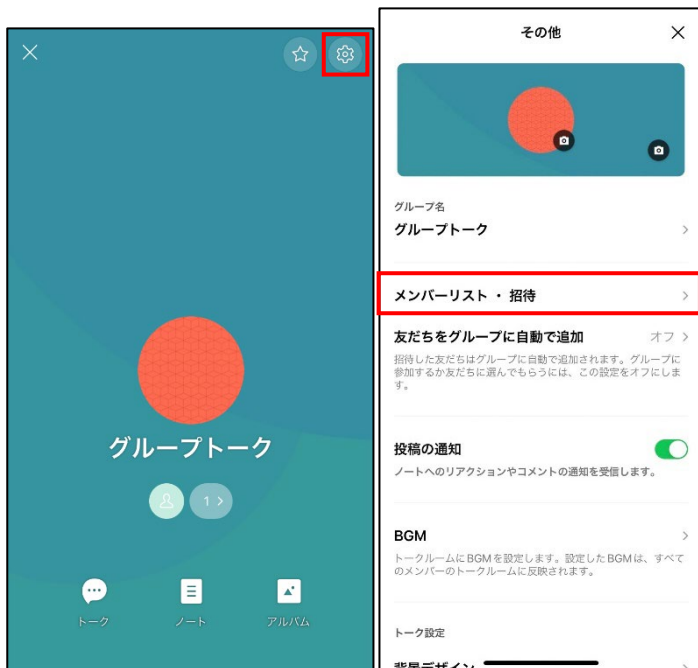 グループトーク
1 >
トーク
ノート
アルバム
その他
グループ名
グループトーク
メンバーリスト ・ 招待
友だちをグループに自動で追加 オフ
招待した友だちはグループに自動で追加されます。グループに
参加するか友だちに選んでもらうには、この設定をオフにしま
す。
投稿の通知
ノートへのリアクションやコメントの通知を受信します。
BGM
トークルームにBGMを設定します。設定したBGMは、すべて
のメンバーのトークルームに反映されます。
トーク設定
背景デザイン